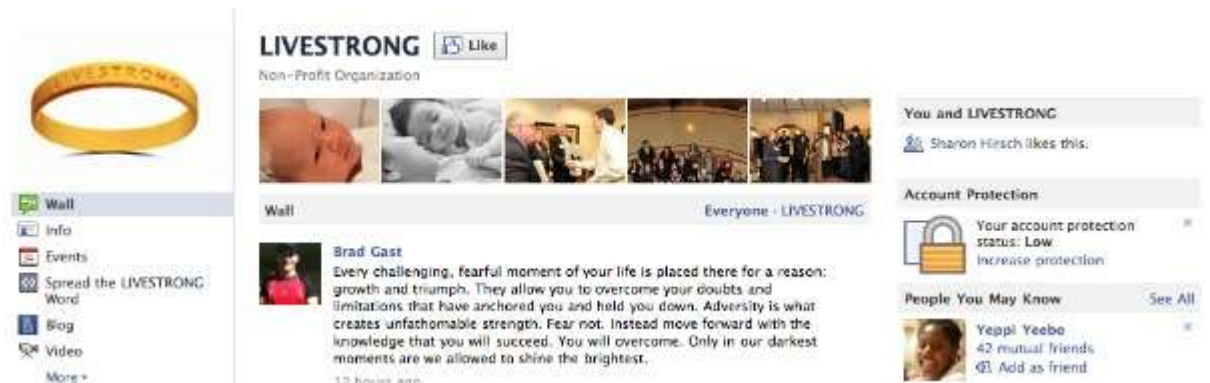 LIVESTRONG
LIVESTRONG Like
Non-Profit Organization
Wall
Info
Events
Spread the LIVESTRONG
Word
Blog
Video
More
Wall Everyone · LIVESTRONG
Brad Gast
Every challenging, fearful moment of your life is placed there for a reason:
growth and triumph. They allow you to overcome your doubts and
limitations that have anchored you and held you down. Adversity is what
creates unfathomable strength. Fear not. Instead move forward with the
knowledge that you will succeed. You will overcome. Only in our darkest
moments are we allowed to shine the brightest.
12 hours ago
You and LIVESTRONG
Sharon Hirsch likes this.
Account Protection
Your account protection
status: Low
Increase protection
People You May Know See All
Yeppi Yeebo
42 mutual friends
Add as friend